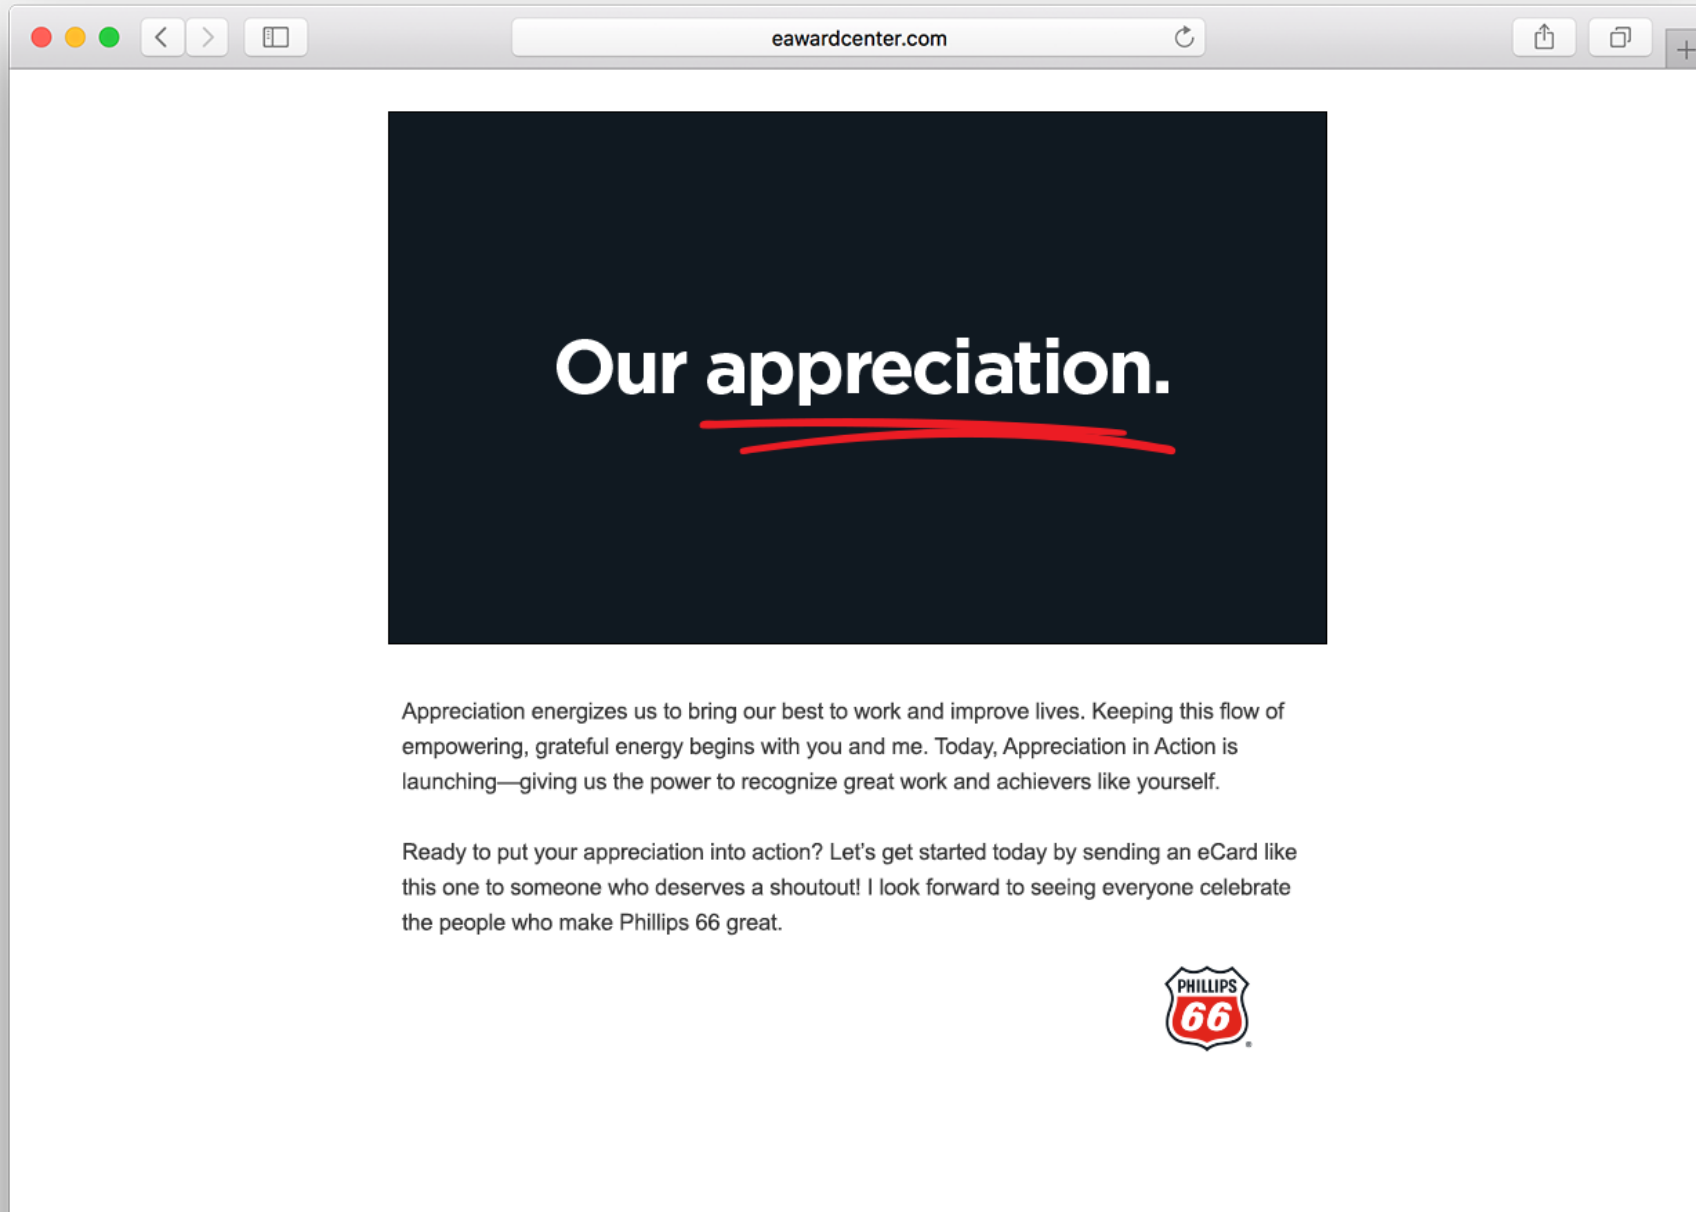 eawardcenter.com
Our appreciation.
Appreciation energizes us to bring our best to work and improve lives. Keeping this flow of
empowering, grateful energy begins with you and me. Today, Appreciation in Action is
launching—giving us the power to recognize great work and achievers like yourself.
Ready to put your appreciation into action? Let’s get started today by sending an eCard like
this one to someone who deserves a shoutout! I look forward to seeing everyone celebrate
the people who make Phillips 66 great.
PHILLIPS
66
®